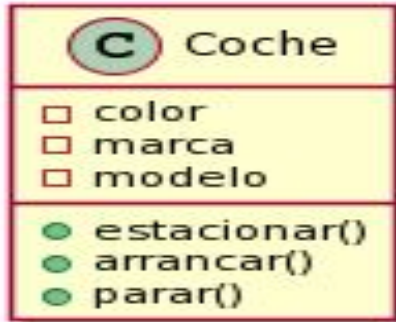 C Coche
color
marca
modelo
estacionar()
arrancar()
parar()